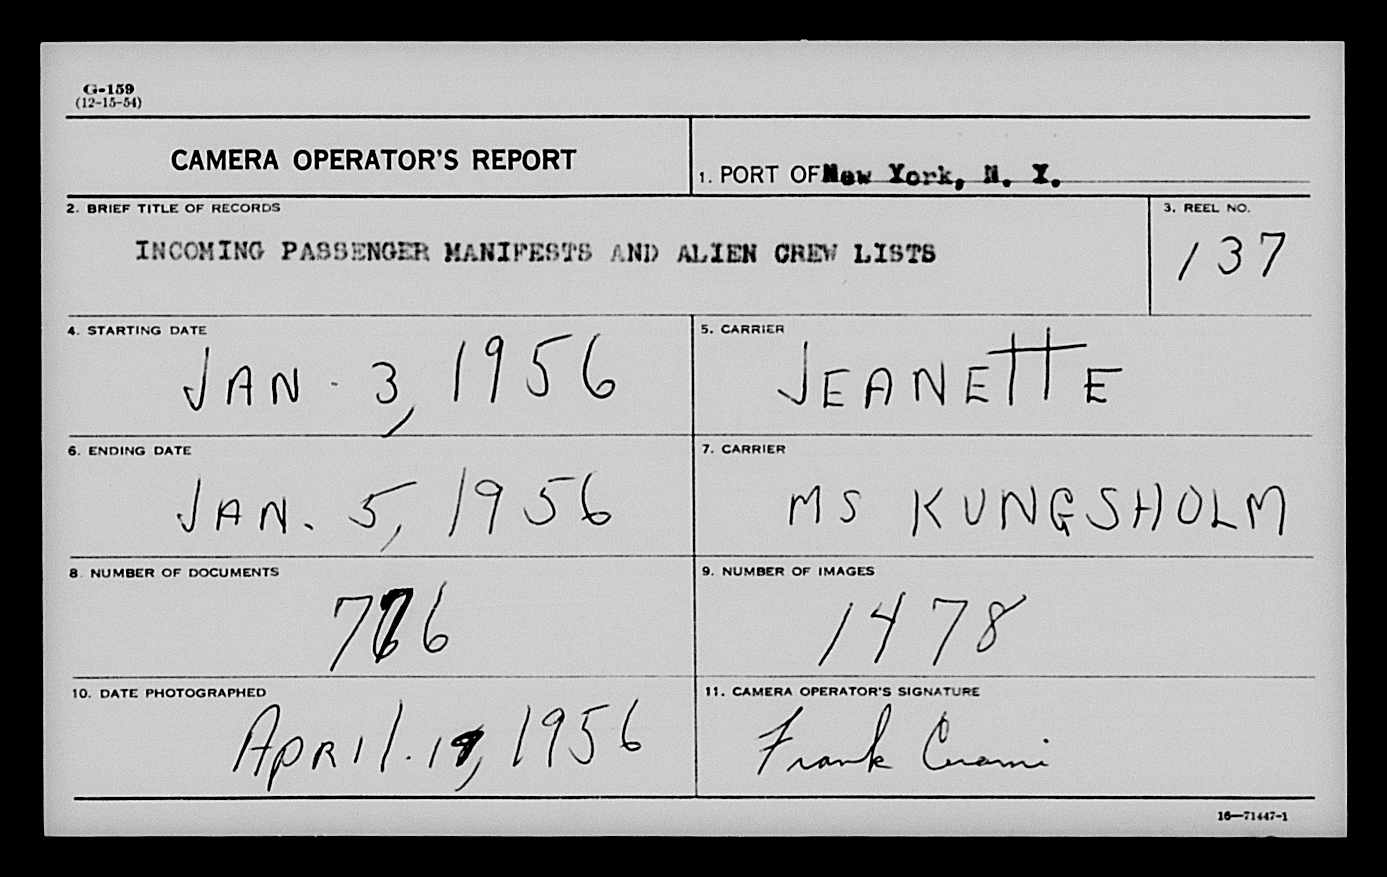 G-159
(12-15-54)
CAMERA OPERATOR'S REPORT
1. PORT OF New York, N. Y.
2. BRIEF TITLE OF RECORDS
INCOMING PASSENGER MANIFESTS AND ALIEN CREW LISTS
3. REEL NO.
137
4. STARTING DATE
JAN. 3, 1956
5. CARRIER
JEANETTE
6. ENDING DATE
JAN. 5, 1956
7. CARRIER
MS KUNGSHOLM
8. NUMBER OF DOCUMENTS
9. NUMBER OF IMAGES
1478
10. DATE PHOTOGRAPHED
APRIL 1956
11. CAMERA OPERATOR'S SIGNATURE
Frank
16—71447-1